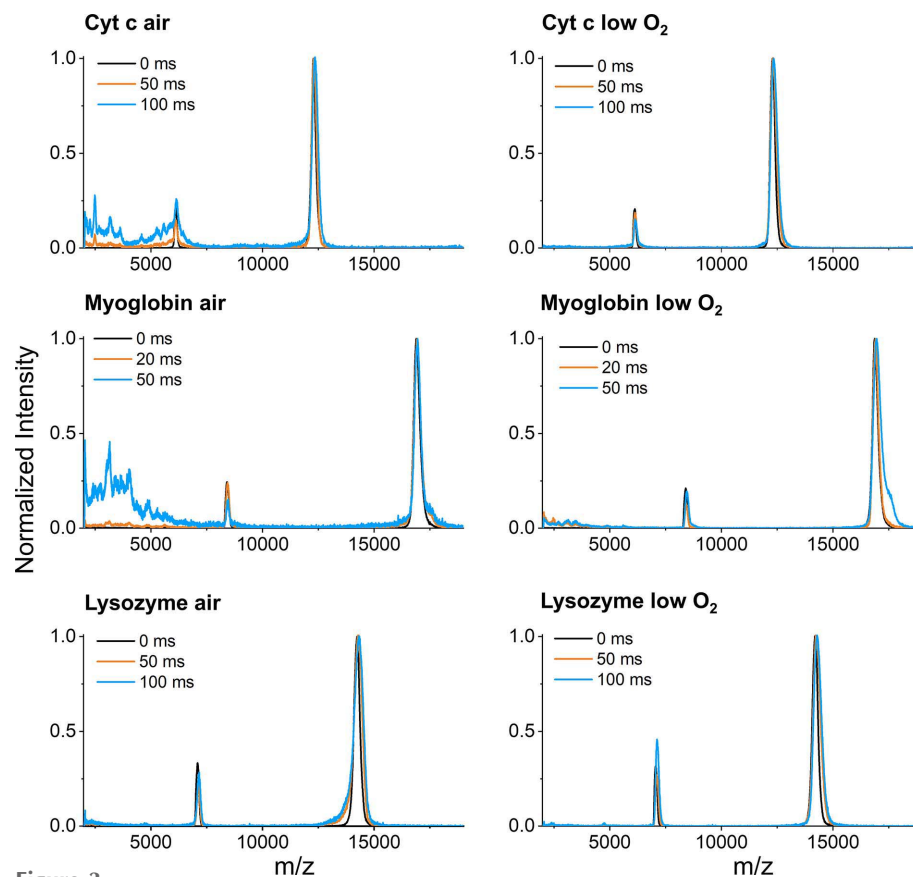 Cyt c air
1.0
0.5
0.0
0 ms
50 ms
100 ms
5000 10000 15000
Cyt c low O₂
1.0
0.5
0.0
0 ms
50 ms
100 ms
5000 10000 15000
Normalized Intensity
Myoglobin air
1.0
0.5
0.0
0 ms
20 ms
50 ms
5000 10000 15000
Myoglobin low O₂
1.0
0.5
0.0
0 ms
20 ms
50 ms
5000 10000 15000
Lysozyme air
1.0
0.5
0.0
0 ms
50 ms
100 ms
5000 10000 15000
m/z
Lysozyme low O₂
1.0
0.5
0.0
0 ms
50 ms
100 ms
5000 10000 15000
m/z